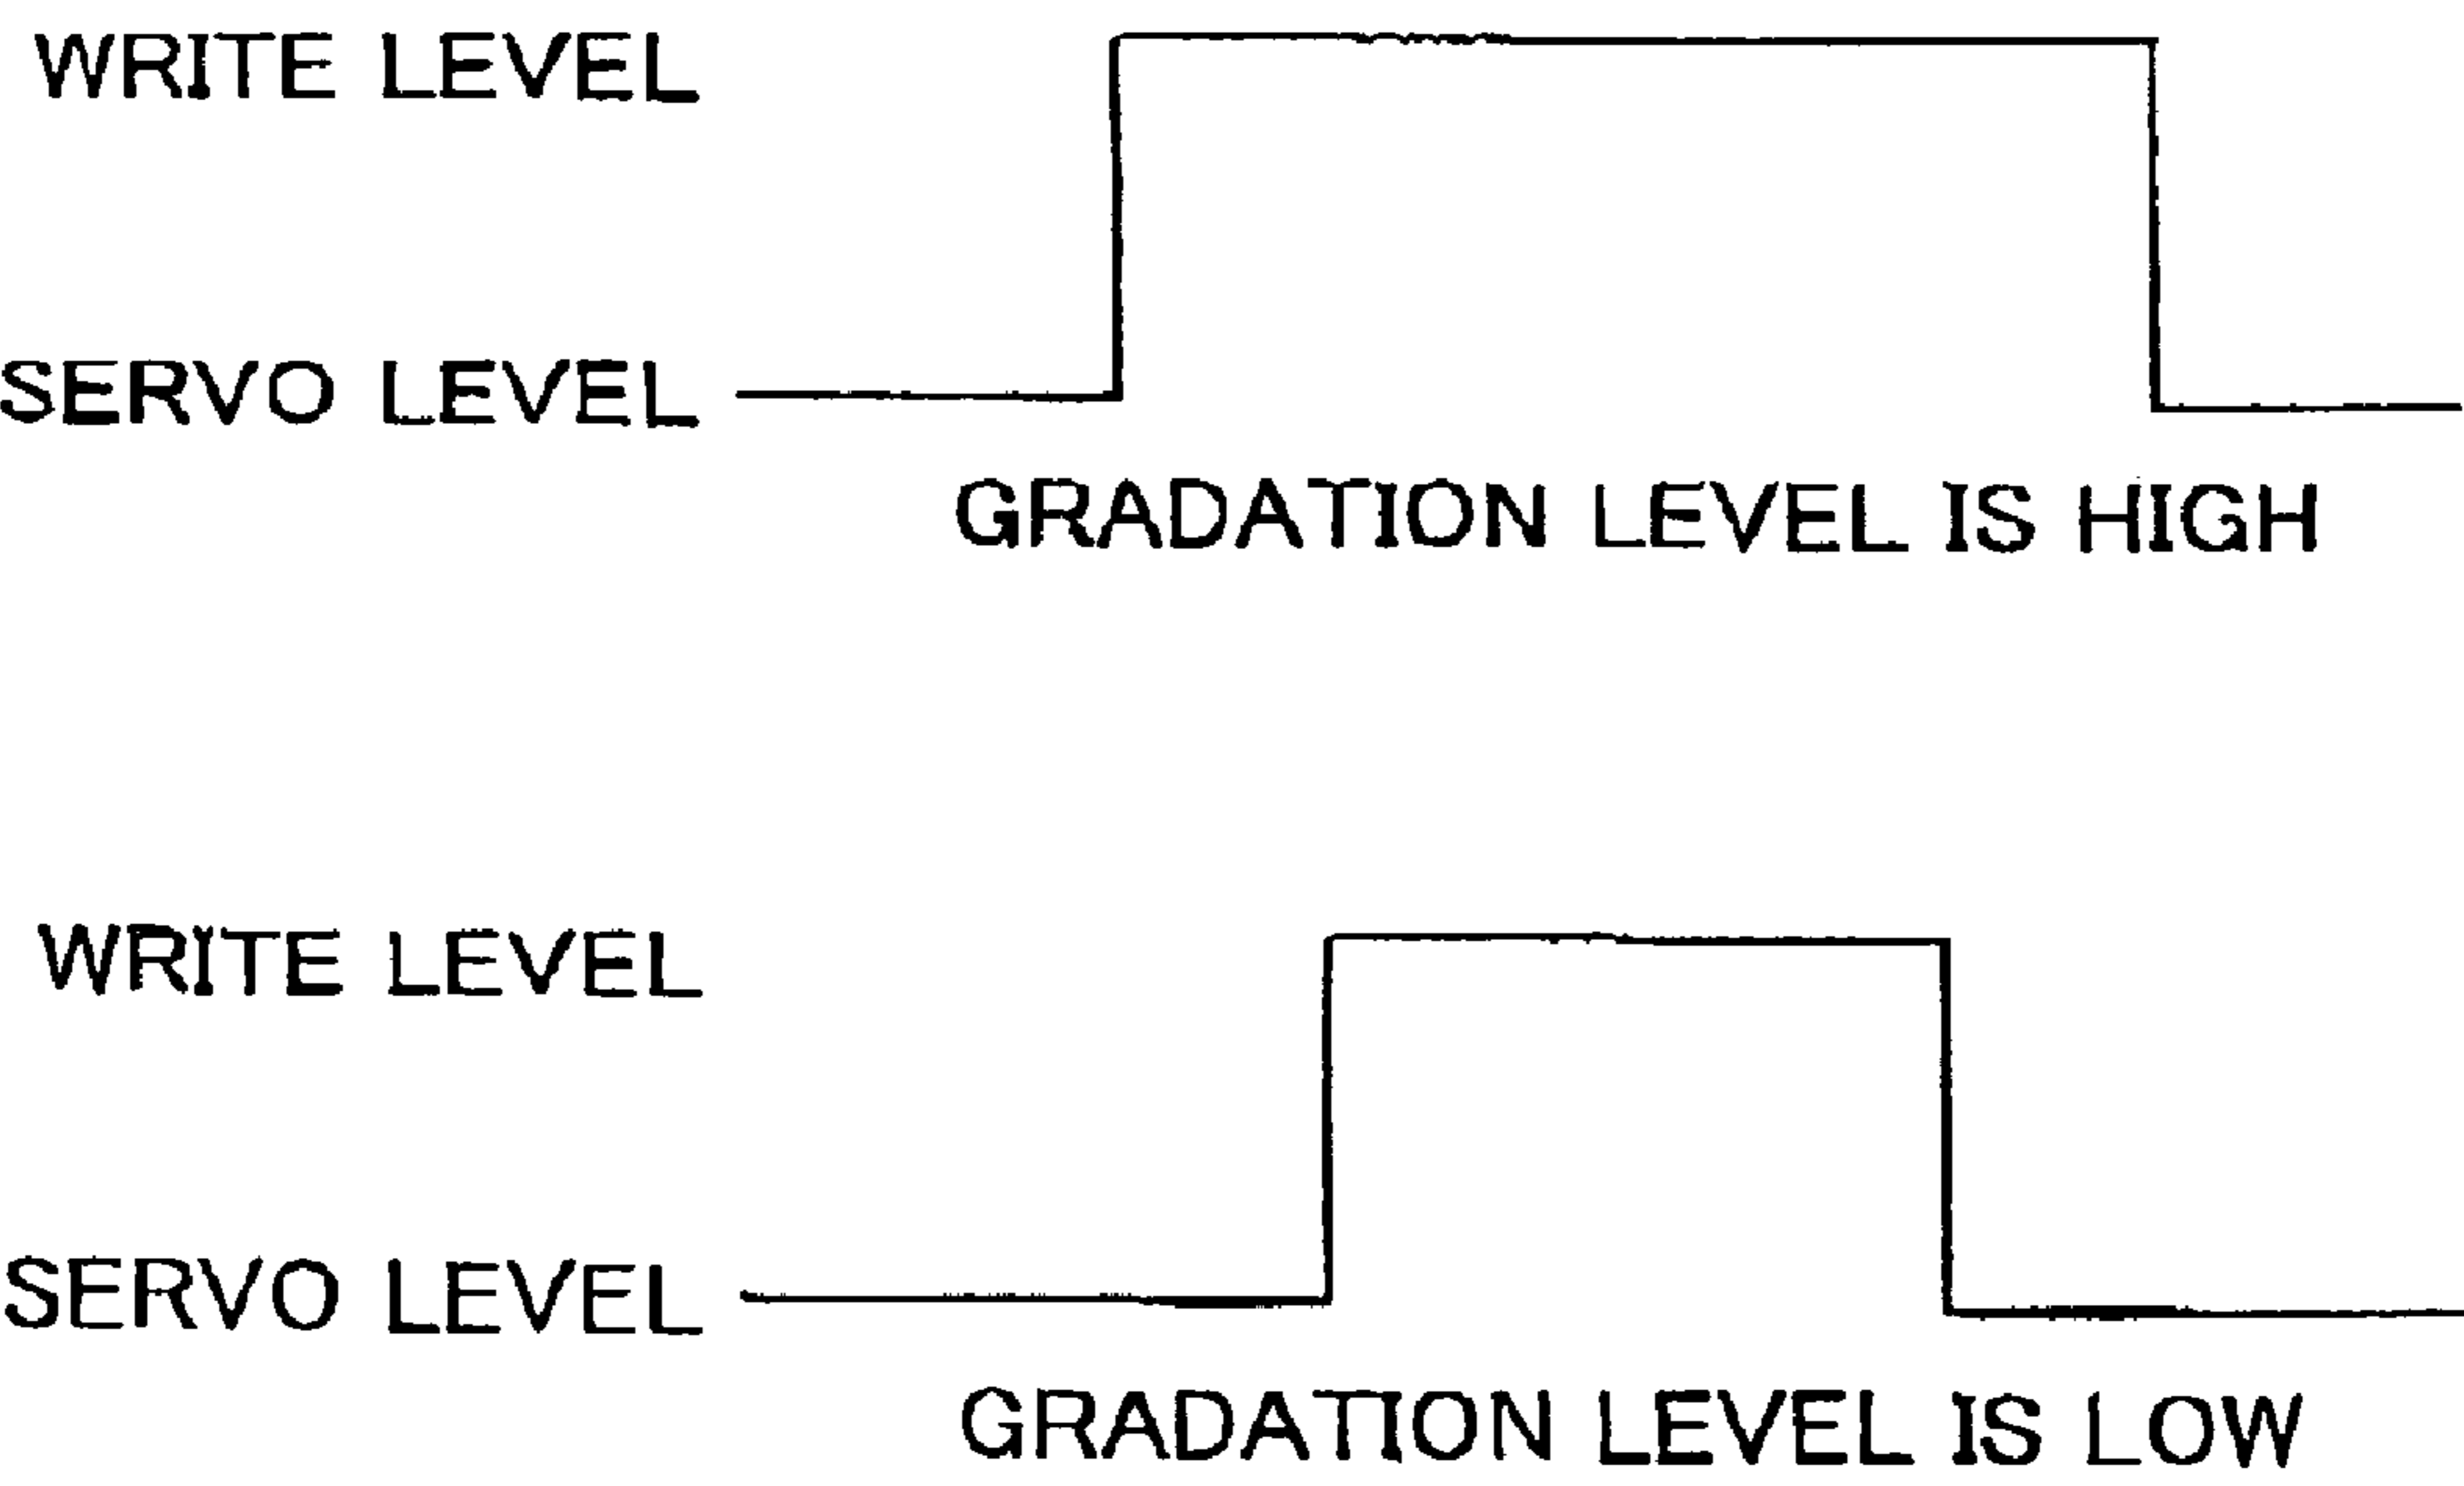 WRITE LEVEL
SERVO LEVEL
GRADATION LEVEL IS HIGH
WRITE LEVEL
SERVO LEVEL
GRADATION LEVEL IS LOW